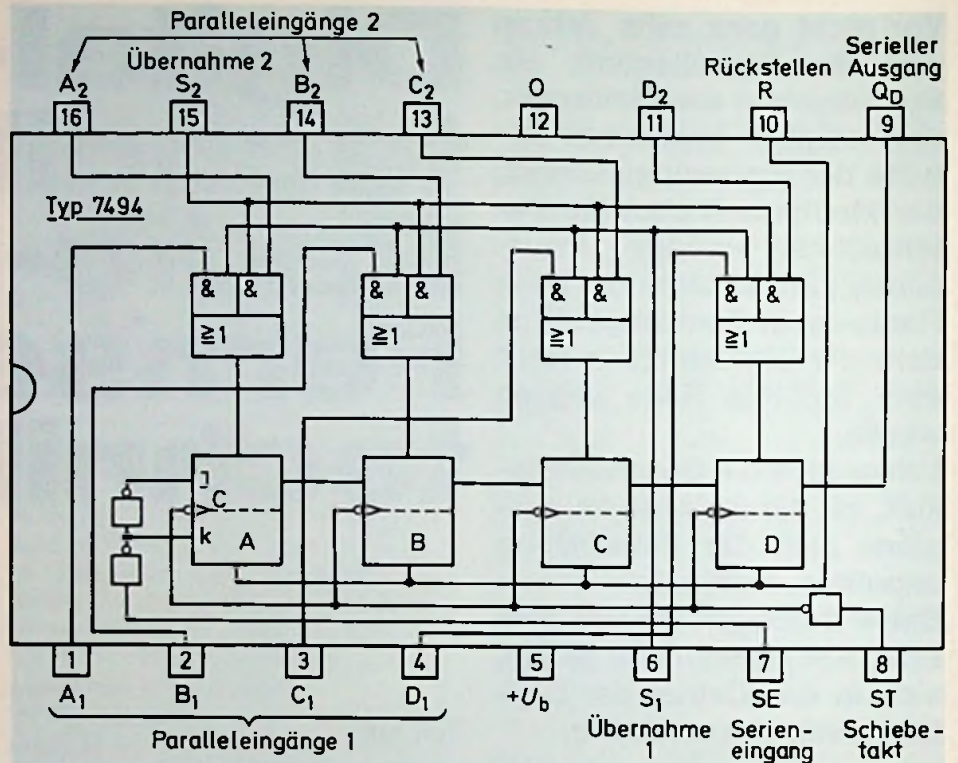 Paralleleingänge 2
Übernahme 2
Serieller
Rückstellen Ausgang
A2 S2 B2 C2 O D2 R QD
16 15 14 13 12 11 10 9
Typ 7494
& & & & & & & &
≧1 ≧1 ≧1 ≧1
J
C
k A B C D
1 2 3 4 5 6 7 8
A1 B1 C1 D1 +Ub S1 SE ST
Paralleleingänge 1
Übernahme Serien- Schiebe-
1 eingang takt